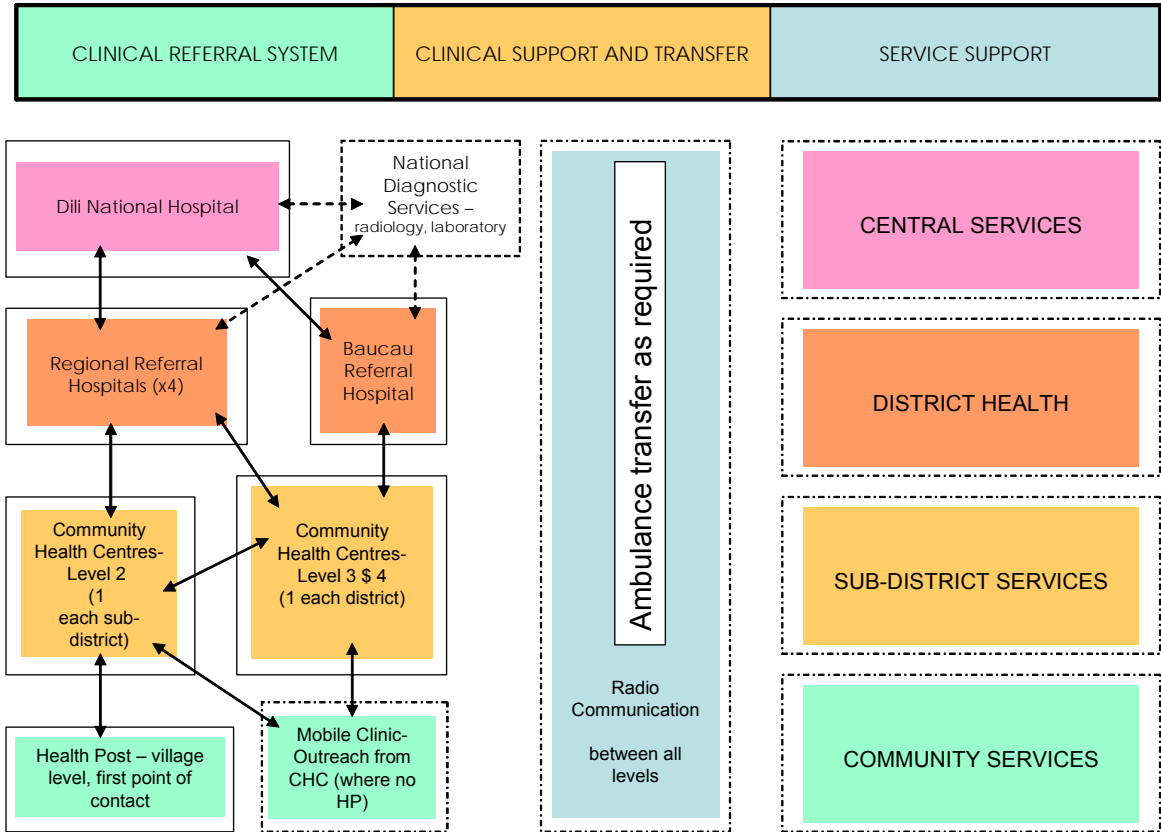 CLINICAL REFERRAL SYSTEM
CLINICAL SUPPORT AND TRANSFER
SERVICE SUPPORT
Dili National Hospital
National
Diagnostic
Services –
radiology, laboratory
Regional Referral
Hospitals (x4)
Baucau
Referral
Hospital
Community
Health Centres-
Level 2
(1
each sub-
district)
Community
Health Centres-
Level 3 $ 4
(1 each district)
Health Post – village
level, first point of
contact
Mobile Clinic-
Outreach from
CHC (where no
HP)
Ambulance transfer as required
Radio
Communication
between all
levels
CENTRAL SERVICES
DISTRICT HEALTH
SUB-DISTRICT SERVICES
COMMUNITY SERVICES